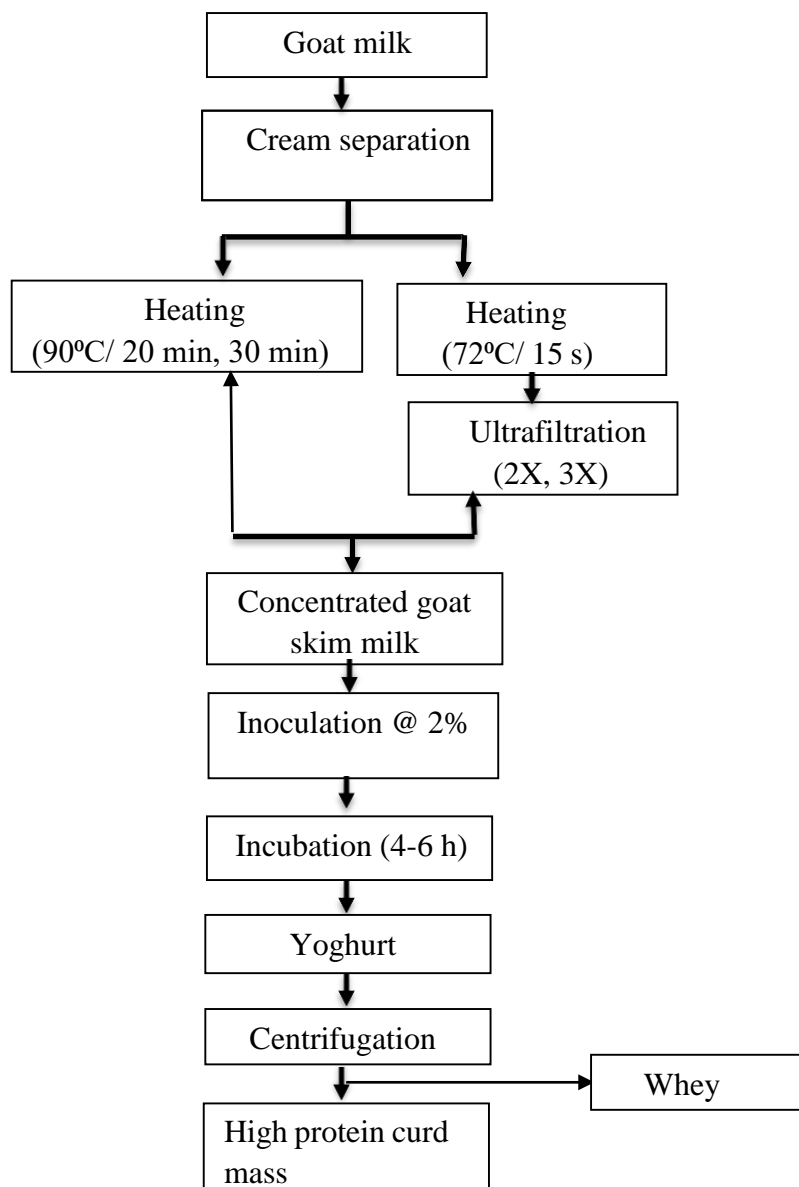 Goat milk
Cream separation
Heating
(90ºC/ 20 min, 30 min)
Heating
(72ºC/ 15 s)
Ultrafiltration
(2X, 3X)
Concentrated goat
skim milk
Inoculation @ 2%
Incubation (4-6 h)
Yoghurt
Centrifugation
Whey
High protein curd
mass